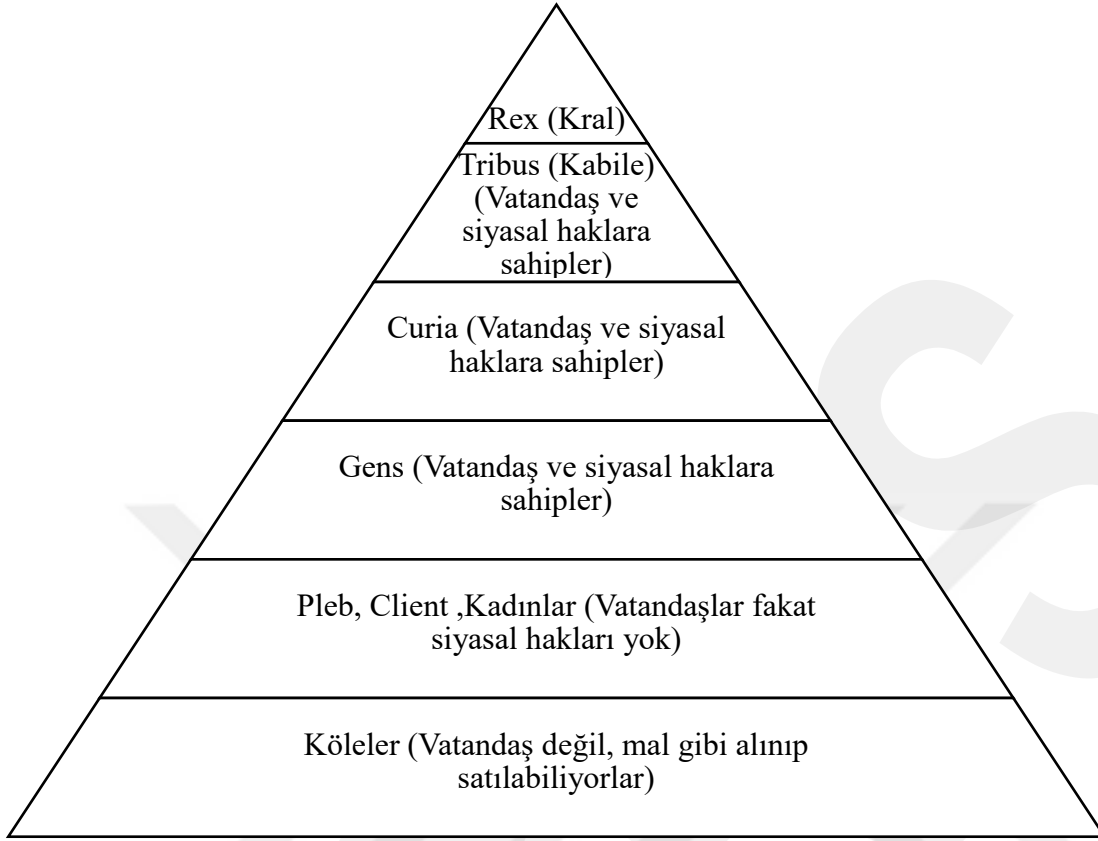 Rex (Kral)
Tribus (Kabile)
(Vatandaş ve
siyasal haklara
sahipler)
Curia (Vatandaş ve siyasal
haklara sahipler)
Gens (Vatandaş ve siyasal haklara
sahipler)
Pleb, Client ,Kadınlar (Vatandaşlar fakat
siyasal hakları yok)
Köleler (Vatandaş değil, mal gibi alınıp
satılabiliyorlar)